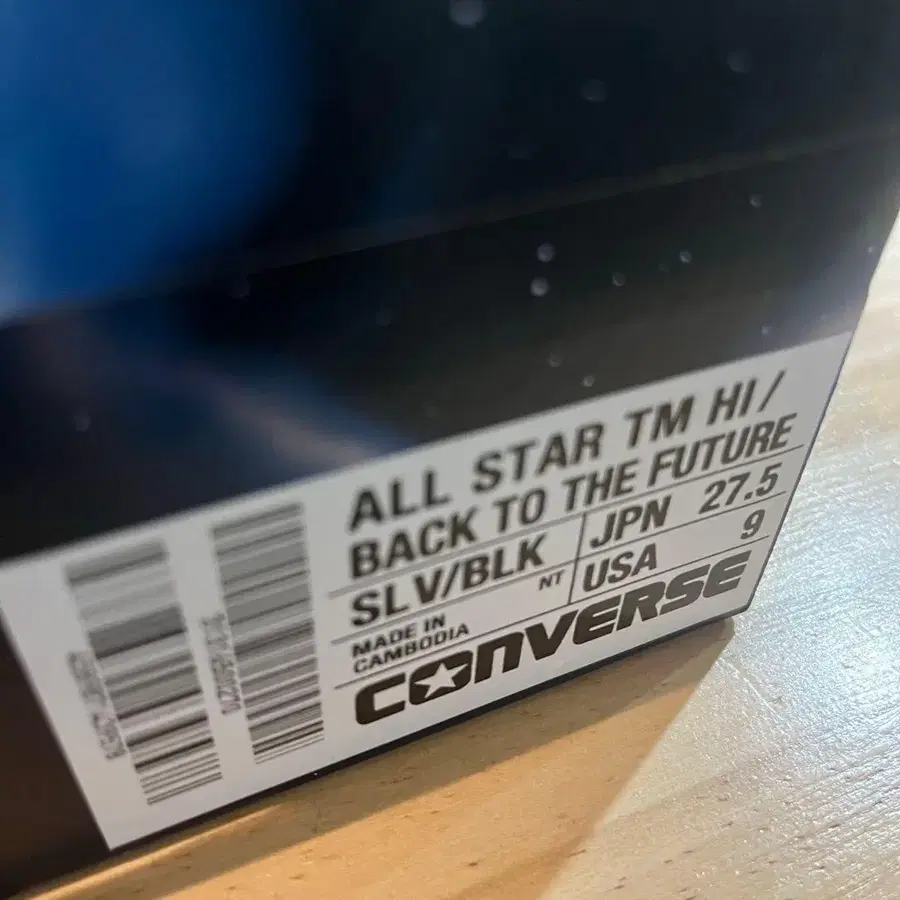 ALL STAR TM HI/
BACK TO THE FUTURE
SLV/BLK NT
JPN 27.5
USA 9
MADE IN
CAMBODIA
CONVERSE